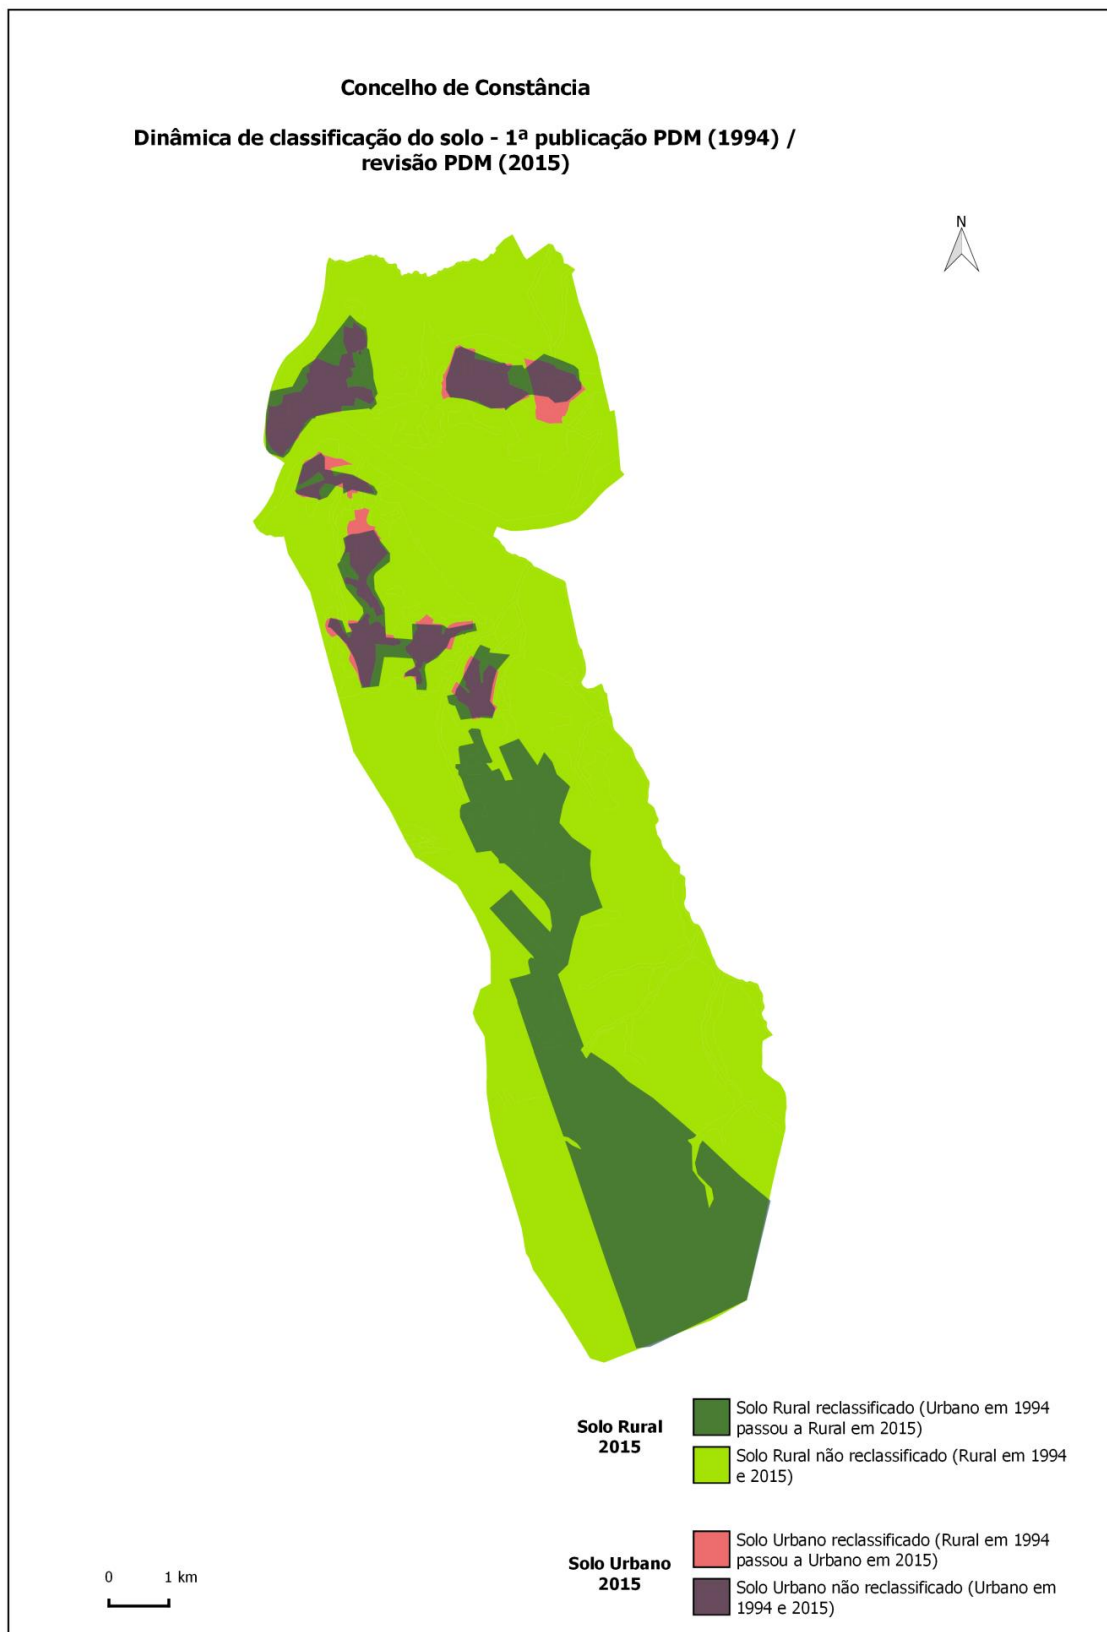 Concelho de Constância
Dinâmica de classificação do solo - 1ª publicação PDM (1994) /
revisão PDM (2015)
N
Solo Rural
2015
Solo Rural reclassificado (Urbano em 1994
passou a Rural em 2015)
Solo Rural não reclassificado (Rural em 1994
e 2015)
Solo Urbano
2015
Solo Urbano reclassificado (Rural em 1994
passou a Urbano em 2015)
Solo Urbano não reclassificado (Urbano em
1994 e 2015)
0 1 km